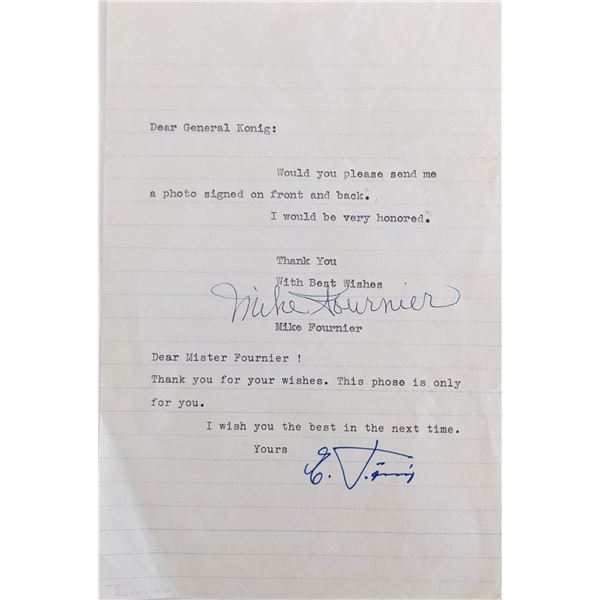 Dear General Konig:
Would you please send me
a photo signed on front and back.
I would be very honored.
Thank You
With Best Wishes
Mike Fournier
Mike Fournier
Dear Mister Fournier !
Thank you for your wishes. This phose is only
for you.
I wish you the best in the next time.
Yours